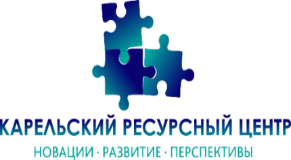 КАРЕЛЬСКИЙ РЕСУРСНЫЙ ЦЕНТР
НОВАЦИИ · РАЗВИТИЕ · ПЕРСПЕКТИВЫ